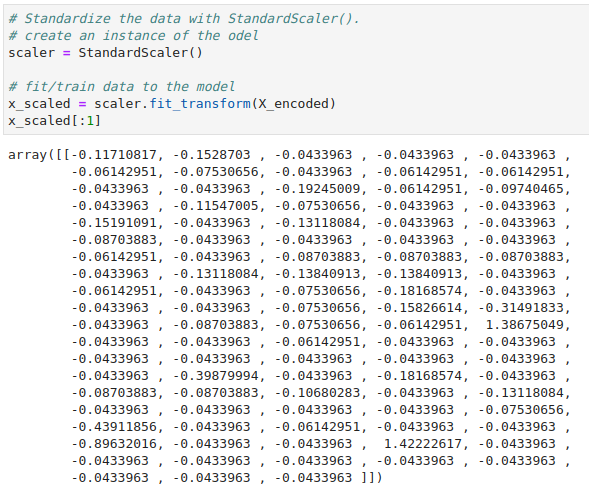 # Standardize the data with StandardScaler().
# create an instance of the odel
scaler = StandardScaler()

# fit/train data to the model
x_scaled = scaler.fit_transform(X_encoded)
x_scaled[:1]

array([[-0.11710817, -0.1528703 , -0.0433963 , -0.0433963 , -0.0433963 ,
        -0.06142951, -0.07530656, -0.0433963 , -0.06142951, -0.06142951,
        -0.0433963 , -0.0433963 , -0.19245009, -0.06142951, -0.09740465,
        -0.0433963 , -0.11547005, -0.07530656, -0.0433963 , -0.0433963 ,
        -0.15191091, -0.0433963 , -0.13118084, -0.0433963 , -0.0433963 ,
        -0.08703883, -0.0433963 , -0.0433963 , -0.0433963 , -0.0433963 ,
        -0.06142951, -0.0433963 , -0.08703883, -0.08703883, -0.08703883,
        -0.0433963 , -0.13118084, -0.13840913, -0.13840913, -0.0433963 ,
        -0.06142951, -0.0433963 , -0.07530656, -0.18168574, -0.0433963 ,
        -0.0433963 , -0.0433963 , -0.07530656, -0.15826614, -0.31491833,
        -0.0433963 , -0.08703883, -0.07530656, -0.06142951,  1.38675049,
        -0.0433963 , -0.0433963 , -0.06142951, -0.0433963 , -0.0433963 ,
        -0.0433963 , -0.0433963 , -0.0433963 , -0.0433963 , -0.0433963 ,
        -0.0433963 , -0.39879994, -0.0433963 , -0.18168574, -0.0433963 ,
        -0.08703883, -0.08703883, -0.10680283, -0.0433963 , -0.13118084,
        -0.0433963 , -0.0433963 , -0.0433963 , -0.0433963 , -0.07530656,
        -0.43911856, -0.0433963 , -0.06142951, -0.0433963 , -0.0433963 ,
        -0.89632016, -0.0433963 , -0.0433963 ,  1.42222617, -0.0433963 ,
        -0.0433963 , -0.0433963 , -0.0433963 , -0.0433963 , -0.0433963 ,
        -0.0433963 , -0.0433963 , -0.0433963 ]])